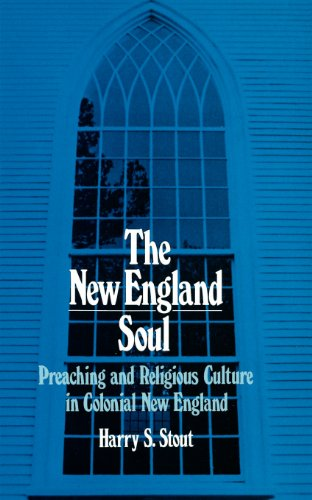 The
New England
Soul
Preaching and Religious Culture
in Colonial New England
Harry S. Stout